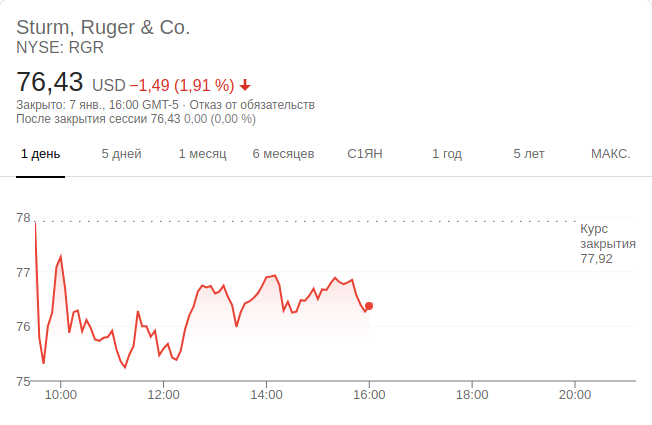 Sturm, Ruger & Co.
NYSE: RGR
76,43 USD −1,49 (1,91 %)
Закрыто: 7 янв., 16:00 GMT-5 · Отказ от обязательств
После закрытия сессии 76,43 0,00 (0,00 %)
1 день 5 дней 1 месяц 6 месяцев С1ЯН 1 год 5 лет МАКС.
78
Курс
закрытия
77,92
77
76
75
10:00 12:00 14:00 16:00 18:00 20:00